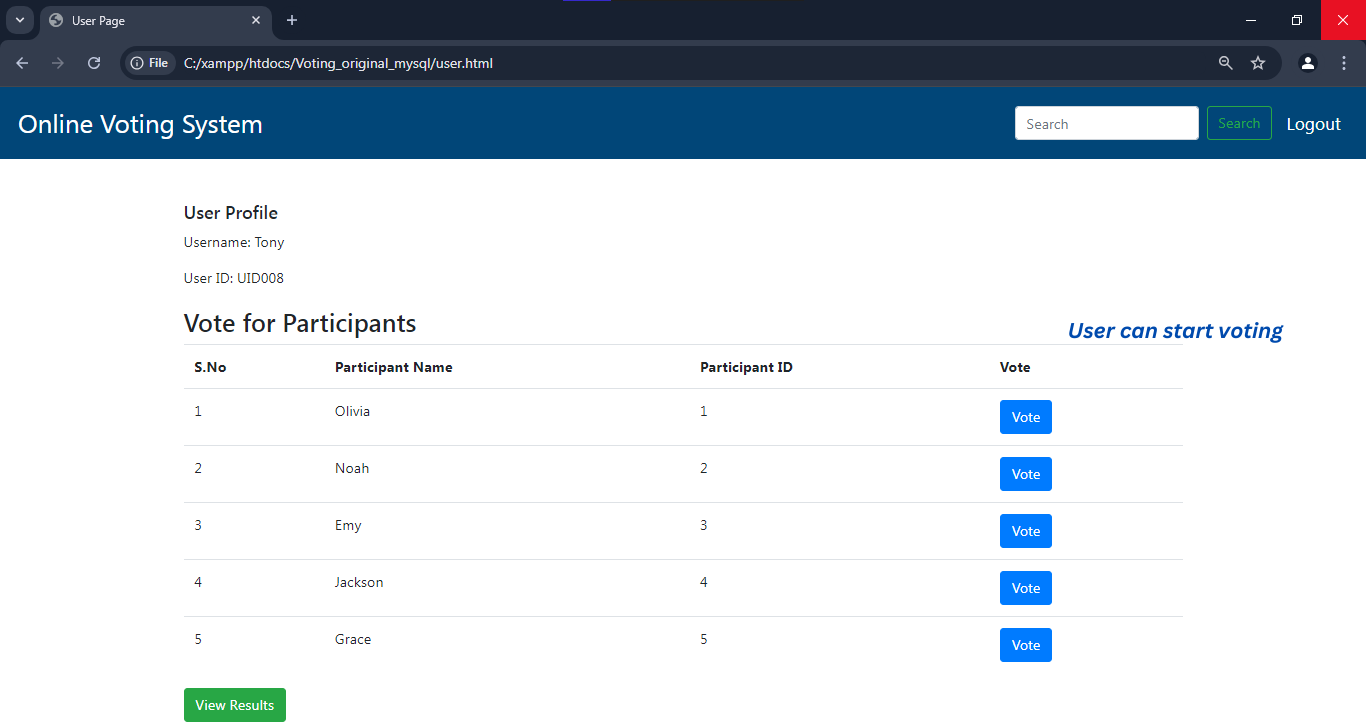 User Page
File C:/xampp/htdocs/Voting_original_mysql/user.html
Online Voting System Search Search Logout
User Profile
Username: Tony
User ID: UID008
Vote for Participants
User can start voting
S.No Participant Name Participant ID Vote
1 Olivia 1 Vote
2 Noah 2 Vote
3 Emy 3 Vote
4 Jackson 4 Vote
5 Grace 5 Vote
View Results